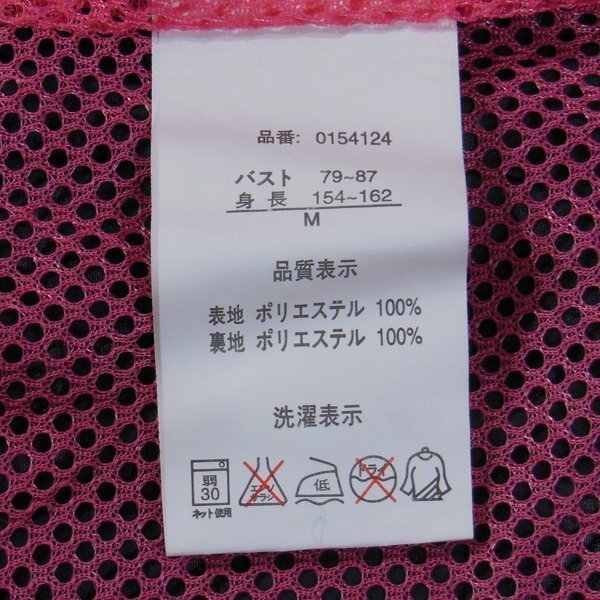 品番: 0154124
バスト 79~87
身長 154~162
M
品質表示
表地 ポリエステル 100%
裏地 ポリエステル 100%
洗濯表示
弱 エンソ 低 ドライ
30 サラシ
ネット使用